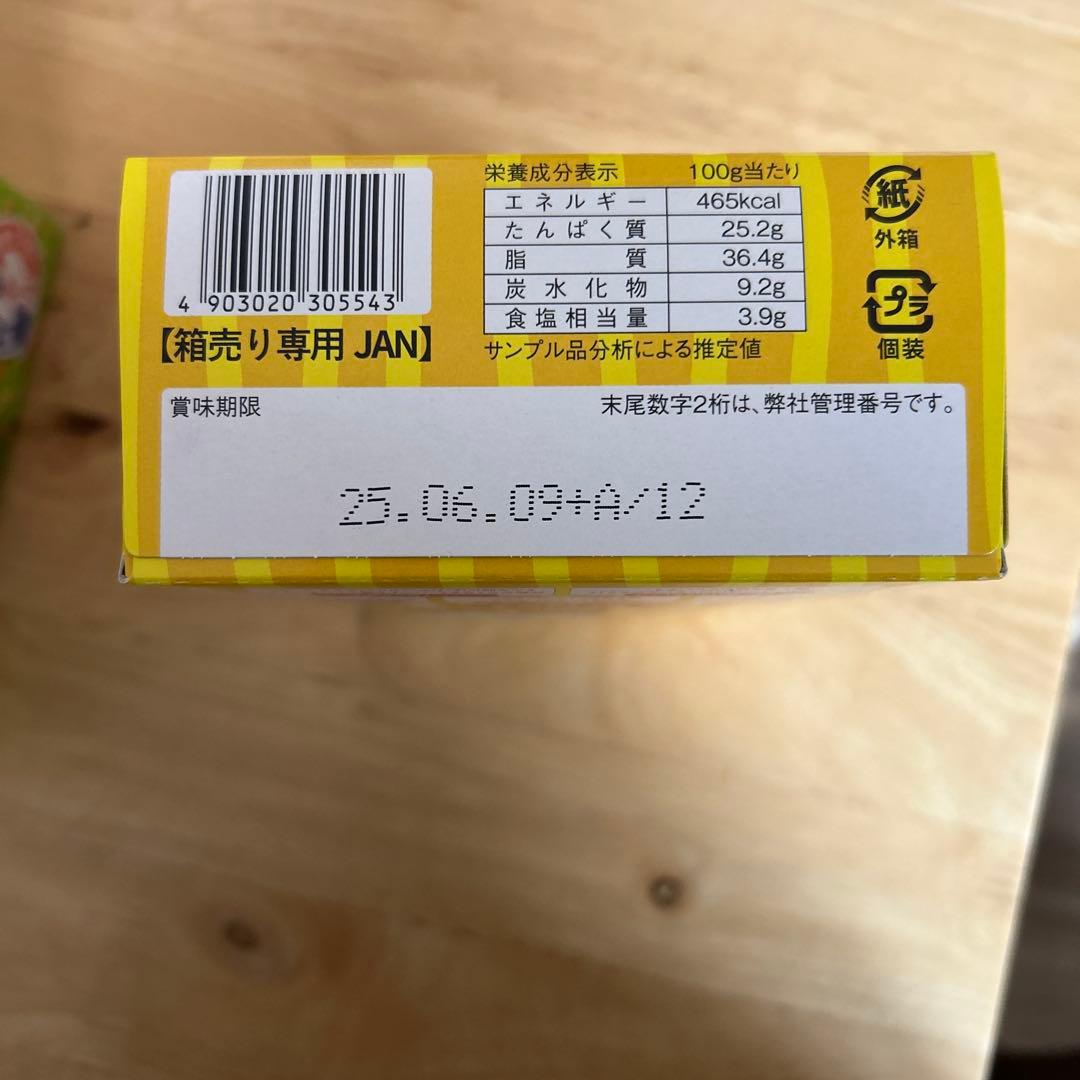 4 903020 305543
【箱売り専用 JAN】
栄養成分表示 100g当たり
エネルギー 465kcal
たんぱく質 25.2g
脂質 36.4g
炭水化物 9.2g
食塩相当量 3.9g
サンプル品分析による推定値
紙
外箱
プラ
個装
賞味期限 末尾数字2桁は、弊社管理番号です。
25.06.09+A/12